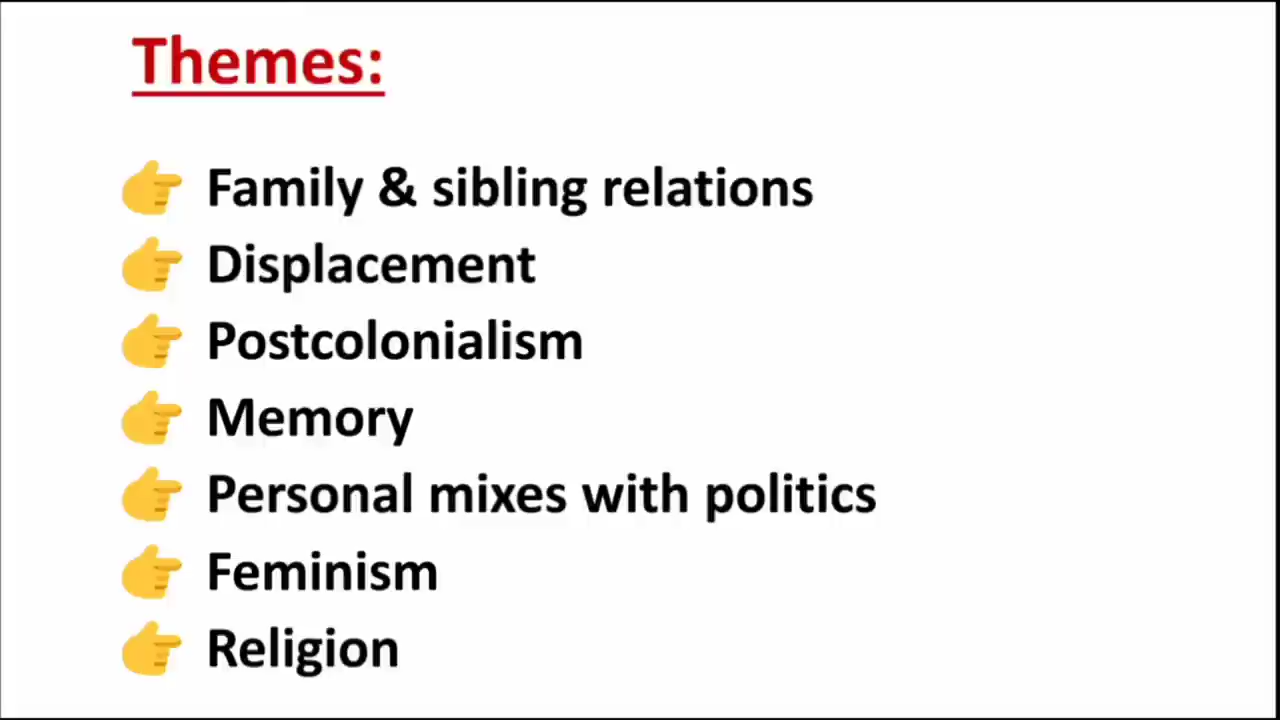 Themes:
👉 Family & sibling relations
👉 Displacement
👉 Postcolonialism
👉 Memory
👉 Personal mixes with politics
👉 Feminism
👉 Religion